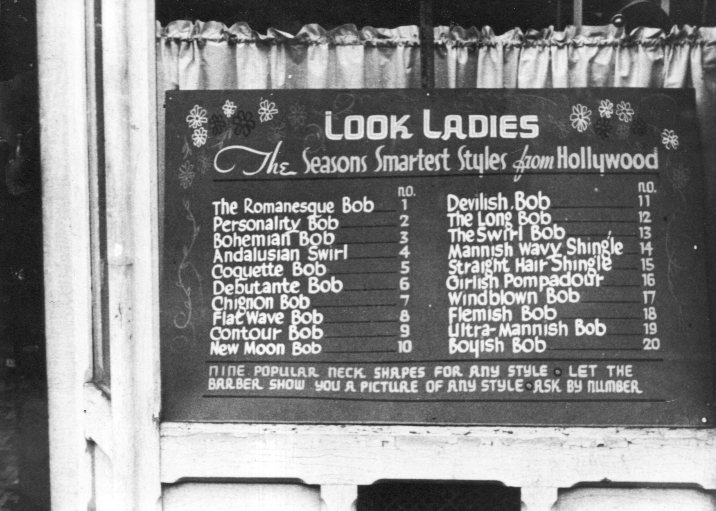 LOOK LADIES
The Seasons Smartest Styles from Hollywood
no.
The Romanesque Bob 1
Personality Bob 2
Bohemian Bob 3
Andalusian Swirl 4
Coquette Bob 5
Debutante Bob 6
Chignon Bob 7
Flat Wave Bob 8
Contour Bob 9
New Moon Bob 10
no.
Devilish Bob 11
The Long Bob 12
The Swirl Bob 13
Mannish Wavy Shingle 14
Straight Hair Shingle 15
Girlish Pompadour 16
Windblown Bob 17
Flemish Bob 18
Ultra-Mannish Bob 19
Boyish Bob 20
NINE POPULAR NECK SHAPES FOR ANY STYLE • LET THE
BARBER SHOW YOU A PICTURE OF ANY STYLE • ASK BY NUMBER